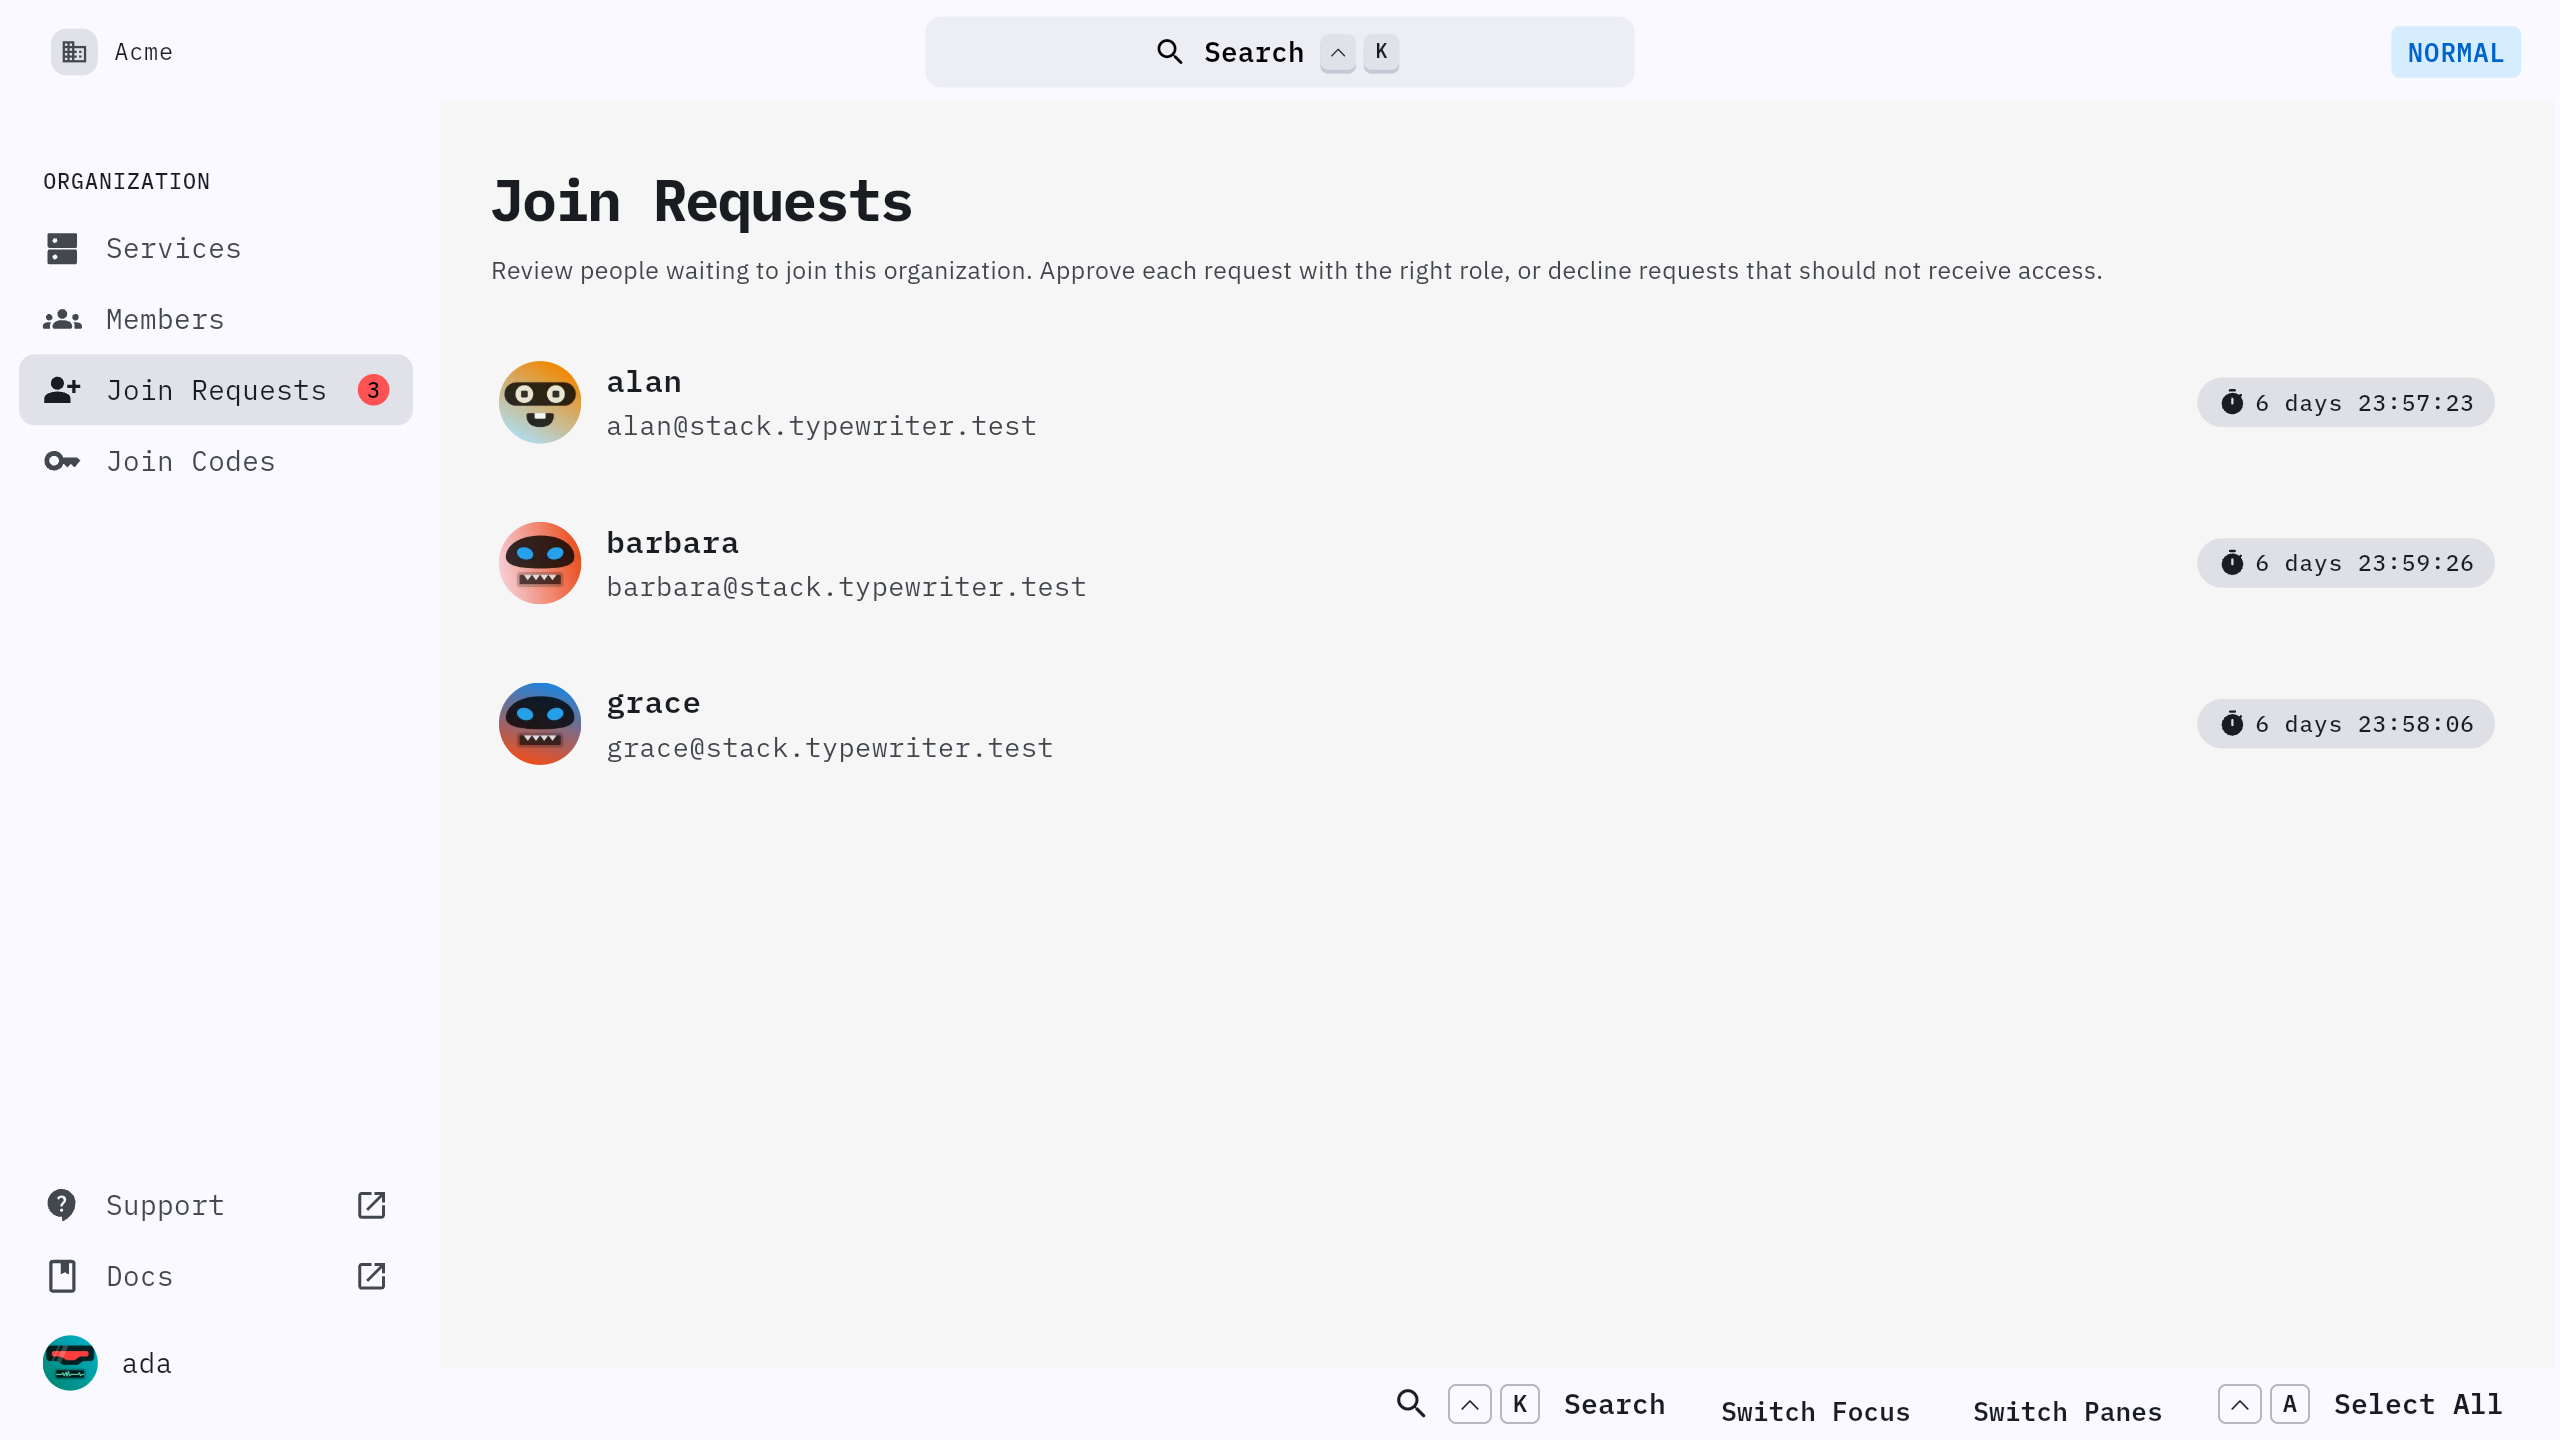 Acme
Search ^ K
NORMAL
ORGANIZATION
Services
Members
Join Requests 3
Join Codes
Join Requests
Review people waiting to join this organization. Approve each request with the right role, or decline requests that should not receive access.
alan
alan@stack.typewriter.test
6 days 23:57:23
barbara
barbara@stack.typewriter.test
6 days 23:59:26
grace
grace@stack.typewriter.test
6 days 23:58:06
Support
Docs
ada
^ K Search
Switch Focus
Switch Panes
^ A Select All